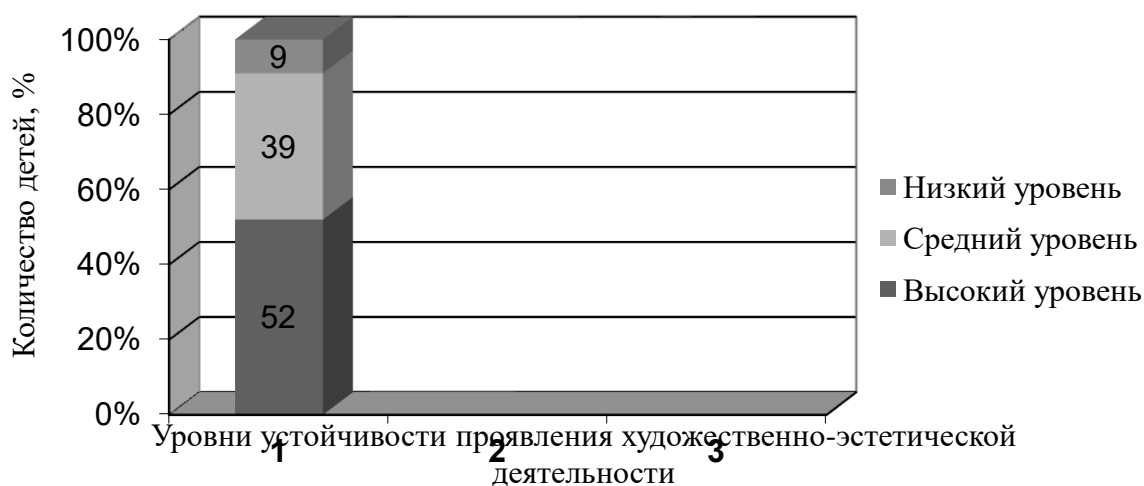 Количество детей, %
100%
80%
60%
40%
20%
0%
9
39
52
1
2
3
Уровни устойчивости проявления художественно-эстетической
деятельности
Низкий уровень
Средний уровень
Высокий уровень